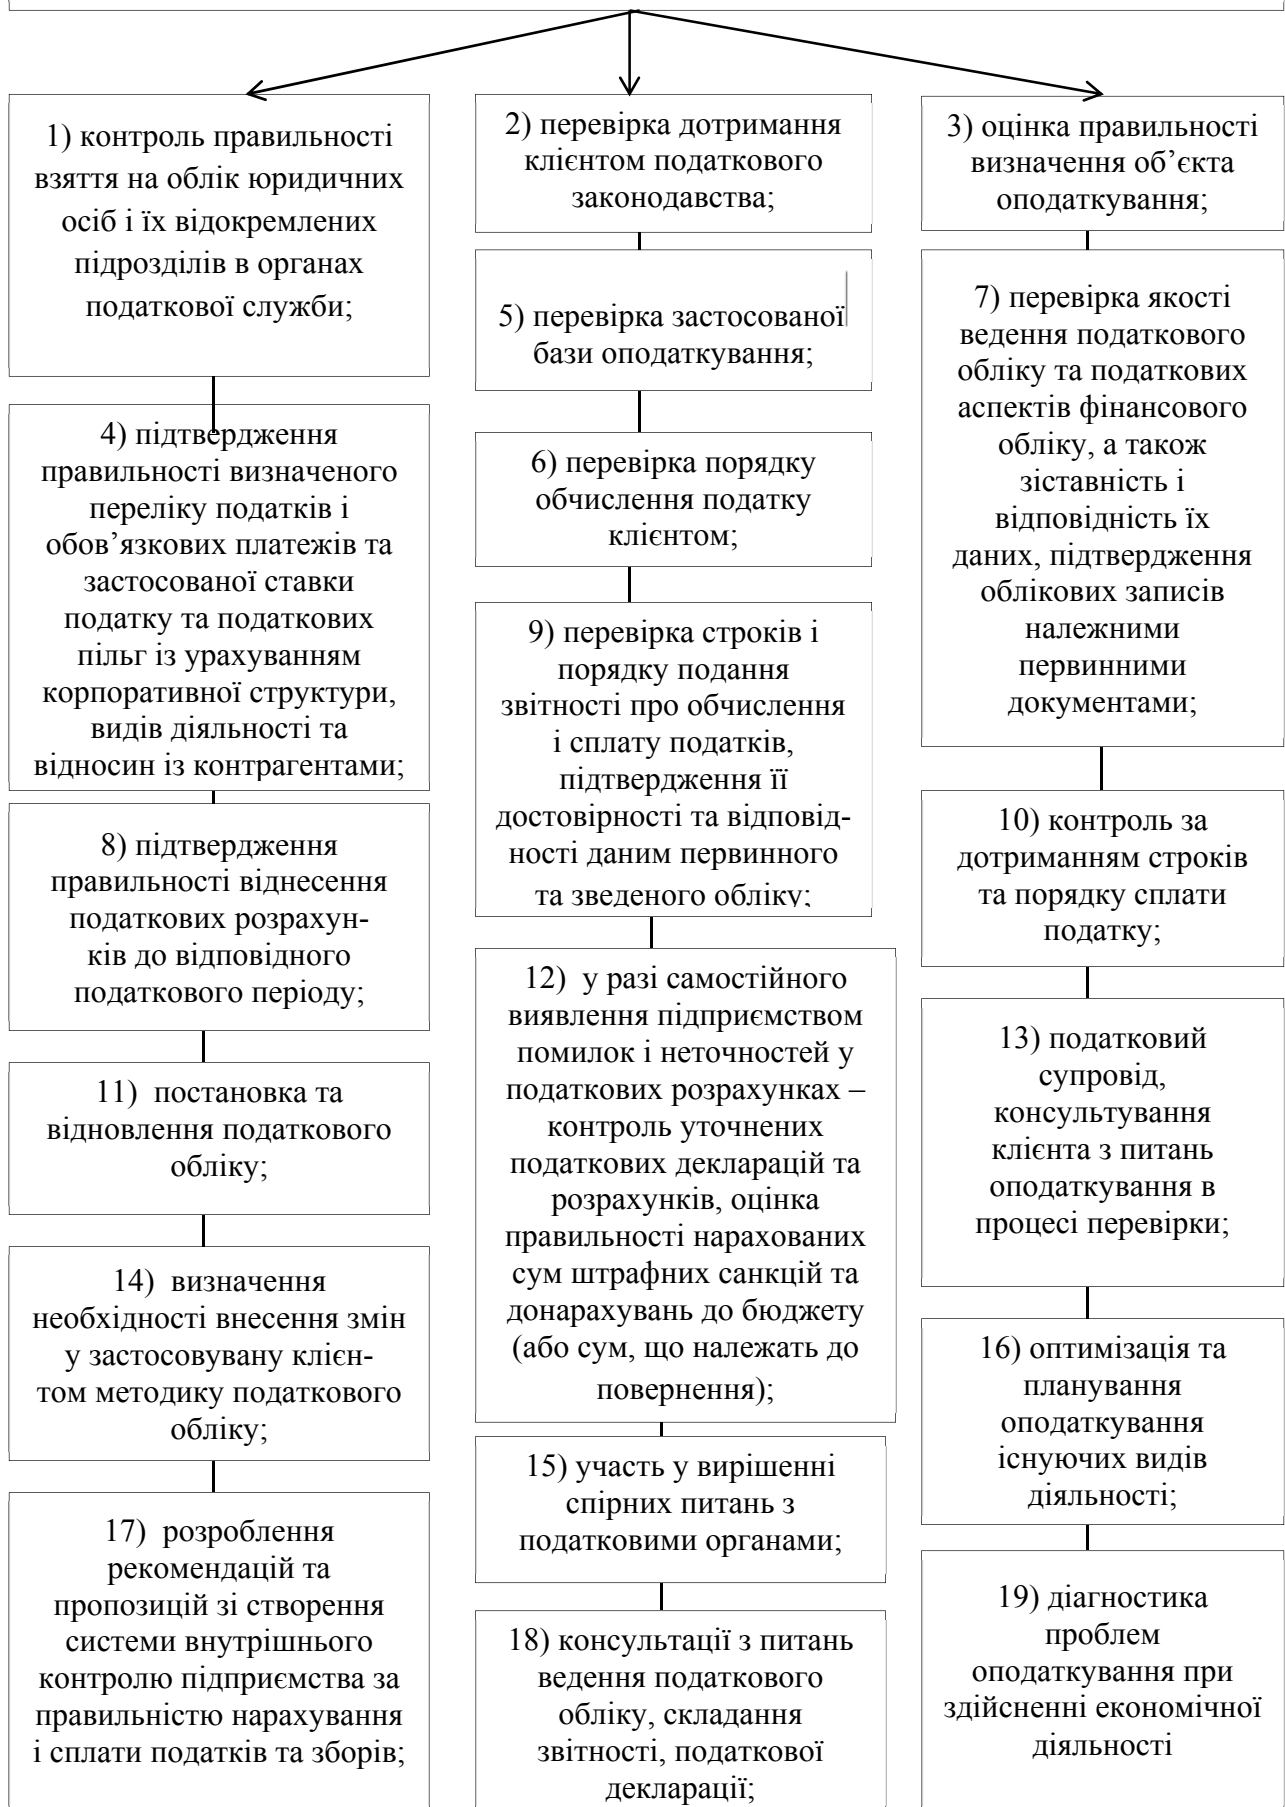 1) контроль правильності
взяття на облік юридичних
осіб і їх відокремлених
підрозділів в органах
податкової служби;
2) перевірка дотримання
клієнтом податкового
законодавства;
3) оцінка правильності
визначення об’єкта
оподаткування;
4) підтвердження
правильності визначеного
переліку податків і
обов’язкових платежів та
застосованої ставки
податку та податкових
пільг із урахуванням
корпоративної структури,
видів діяльності та
відносин із контрагентами;
5) перевірка застосованої
бази оподаткування;
6) перевірка порядку
обчислення податку
клієнтом;
7) перевірка якості
ведення податкового
обліку та податкових
аспектів фінансового
обліку, а також
зіставність і
відповідність їх
даних, підтвердження
облікових записів
належними
первинними
документами;
8) підтвердження
правильності віднесення
податкових розрахун-
ків до відповідного
податкового періоду;
9) перевірка строків і
порядку подання
звітності про обчислення
і сплату податків,
підтвердження її
достовірності та відповід-
ності даним первинного
та зведеного обліку;
10) контроль за
дотриманням строків
та порядку сплати
податку;
11) постановка та
відновлення податкового
обліку;
12) у разі самостійного
виявлення підприємством
помилок і неточностей у
податкових розрахунках –
контроль уточнених
податкових декларацій та
розрахунків, оцінка
правильності нарахованих
сум штрафних санкцій та
донарахувань до бюджету
(або сум, що належать до
повернення);
13) податковий
супровід,
консультування
клієнта з питань
оподаткування в
процесі перевірки;
14) визначення
необхідності внесення змін
у застосовувану клієн-
том методику податкового
обліку;
15) участь у вирішенні
спірних питань з
податковими органами;
16) оптимізація та
планування
оподаткування
існуючих видів
діяльності;
17) розроблення
рекомендацій та
пропозицій зі створення
системи внутрішнього
контролю підприємства за
правильністю нарахування
і сплати податків та зборів;
18) консультації з питань
ведення податкового
обліку, складання
звітності, податкової
декларації;
19) діагностика
проблем
оподаткування при
здійсненні економічної
діяльності